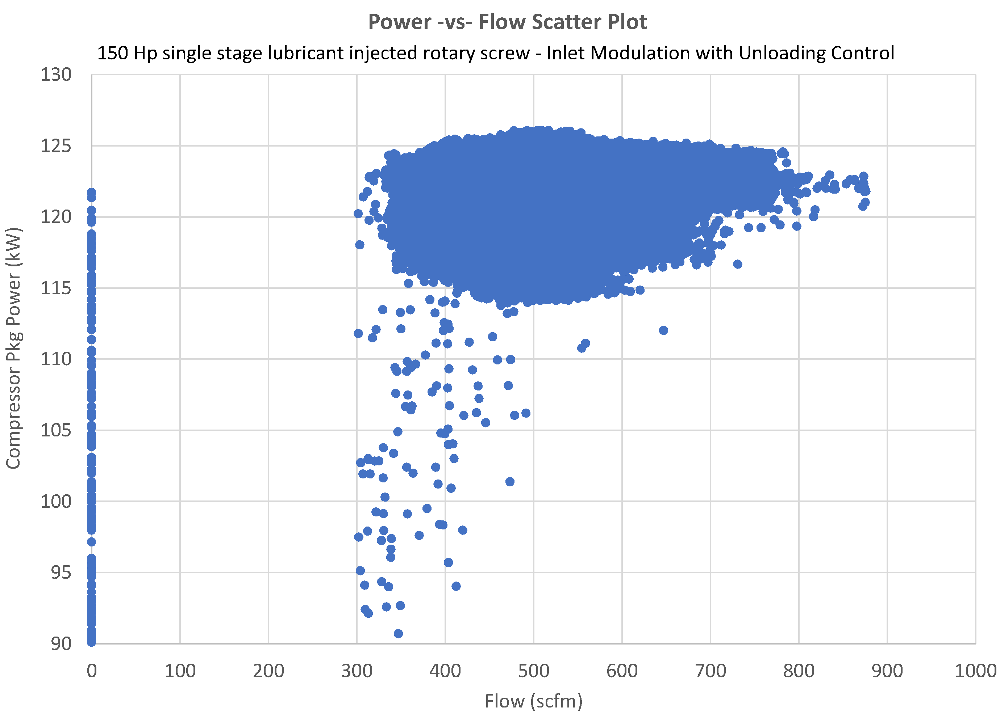 Power -vs- Flow Scatter Plot
150 Hp single stage lubricant injected rotary screw - Inlet Modulation with Unloading Control
130
125
120
115
110
105
100
95
90
Compressor Pkg Power (kW)
0 100 200 300 400 500 600 700 800 900 1000
Flow (scfm)